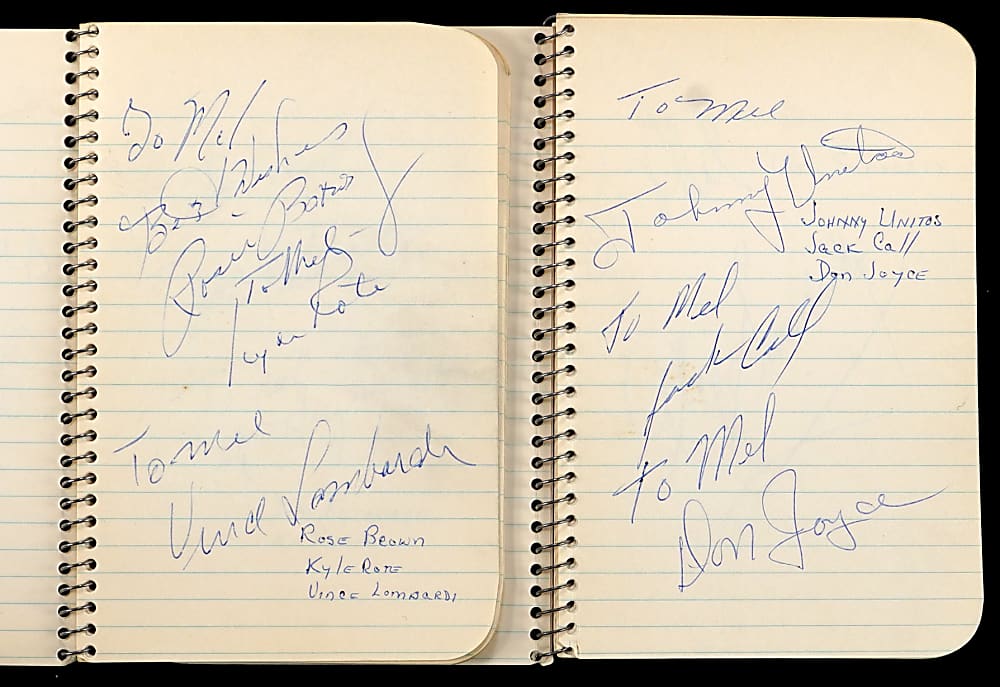 To Mel
Best Wishes
Rosie Brown
To Mel -
Kyle Rote
To Mel
Vince Lombardi
ROSE BROWN
KYLE ROTE
VINCE LOMBARDI
To Mel
Johnny Unitas
JOHNNY UNITOS
Jack Call
Don JOYCE
To Mel
Jack Call
To Mel
Don Joyce